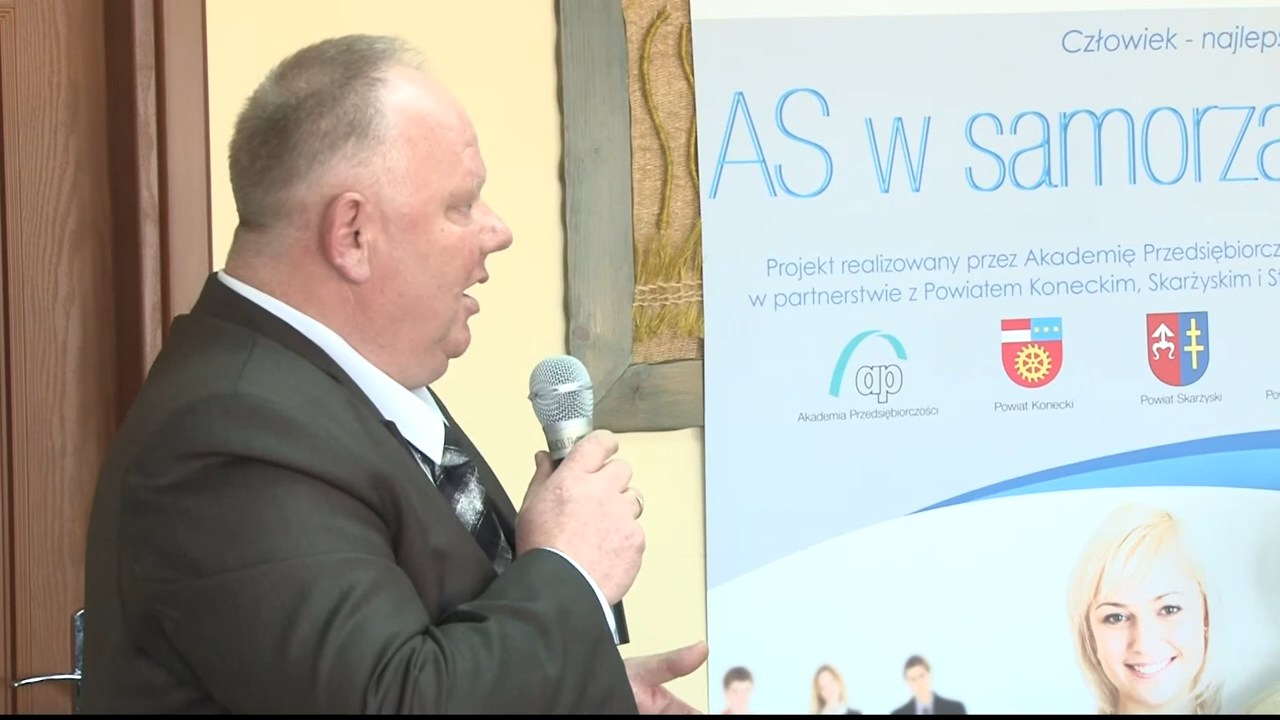 Człowiek - najleps
AS w samorza
Projekt realizowany przez Akademię Przedsiębiorcz
w partnerstwie z Powiatem Koneckim, Skarżyskim i S
ap
Akademia Przedsiębiorczości
Powiat Konecki
Powiat Skarżyski